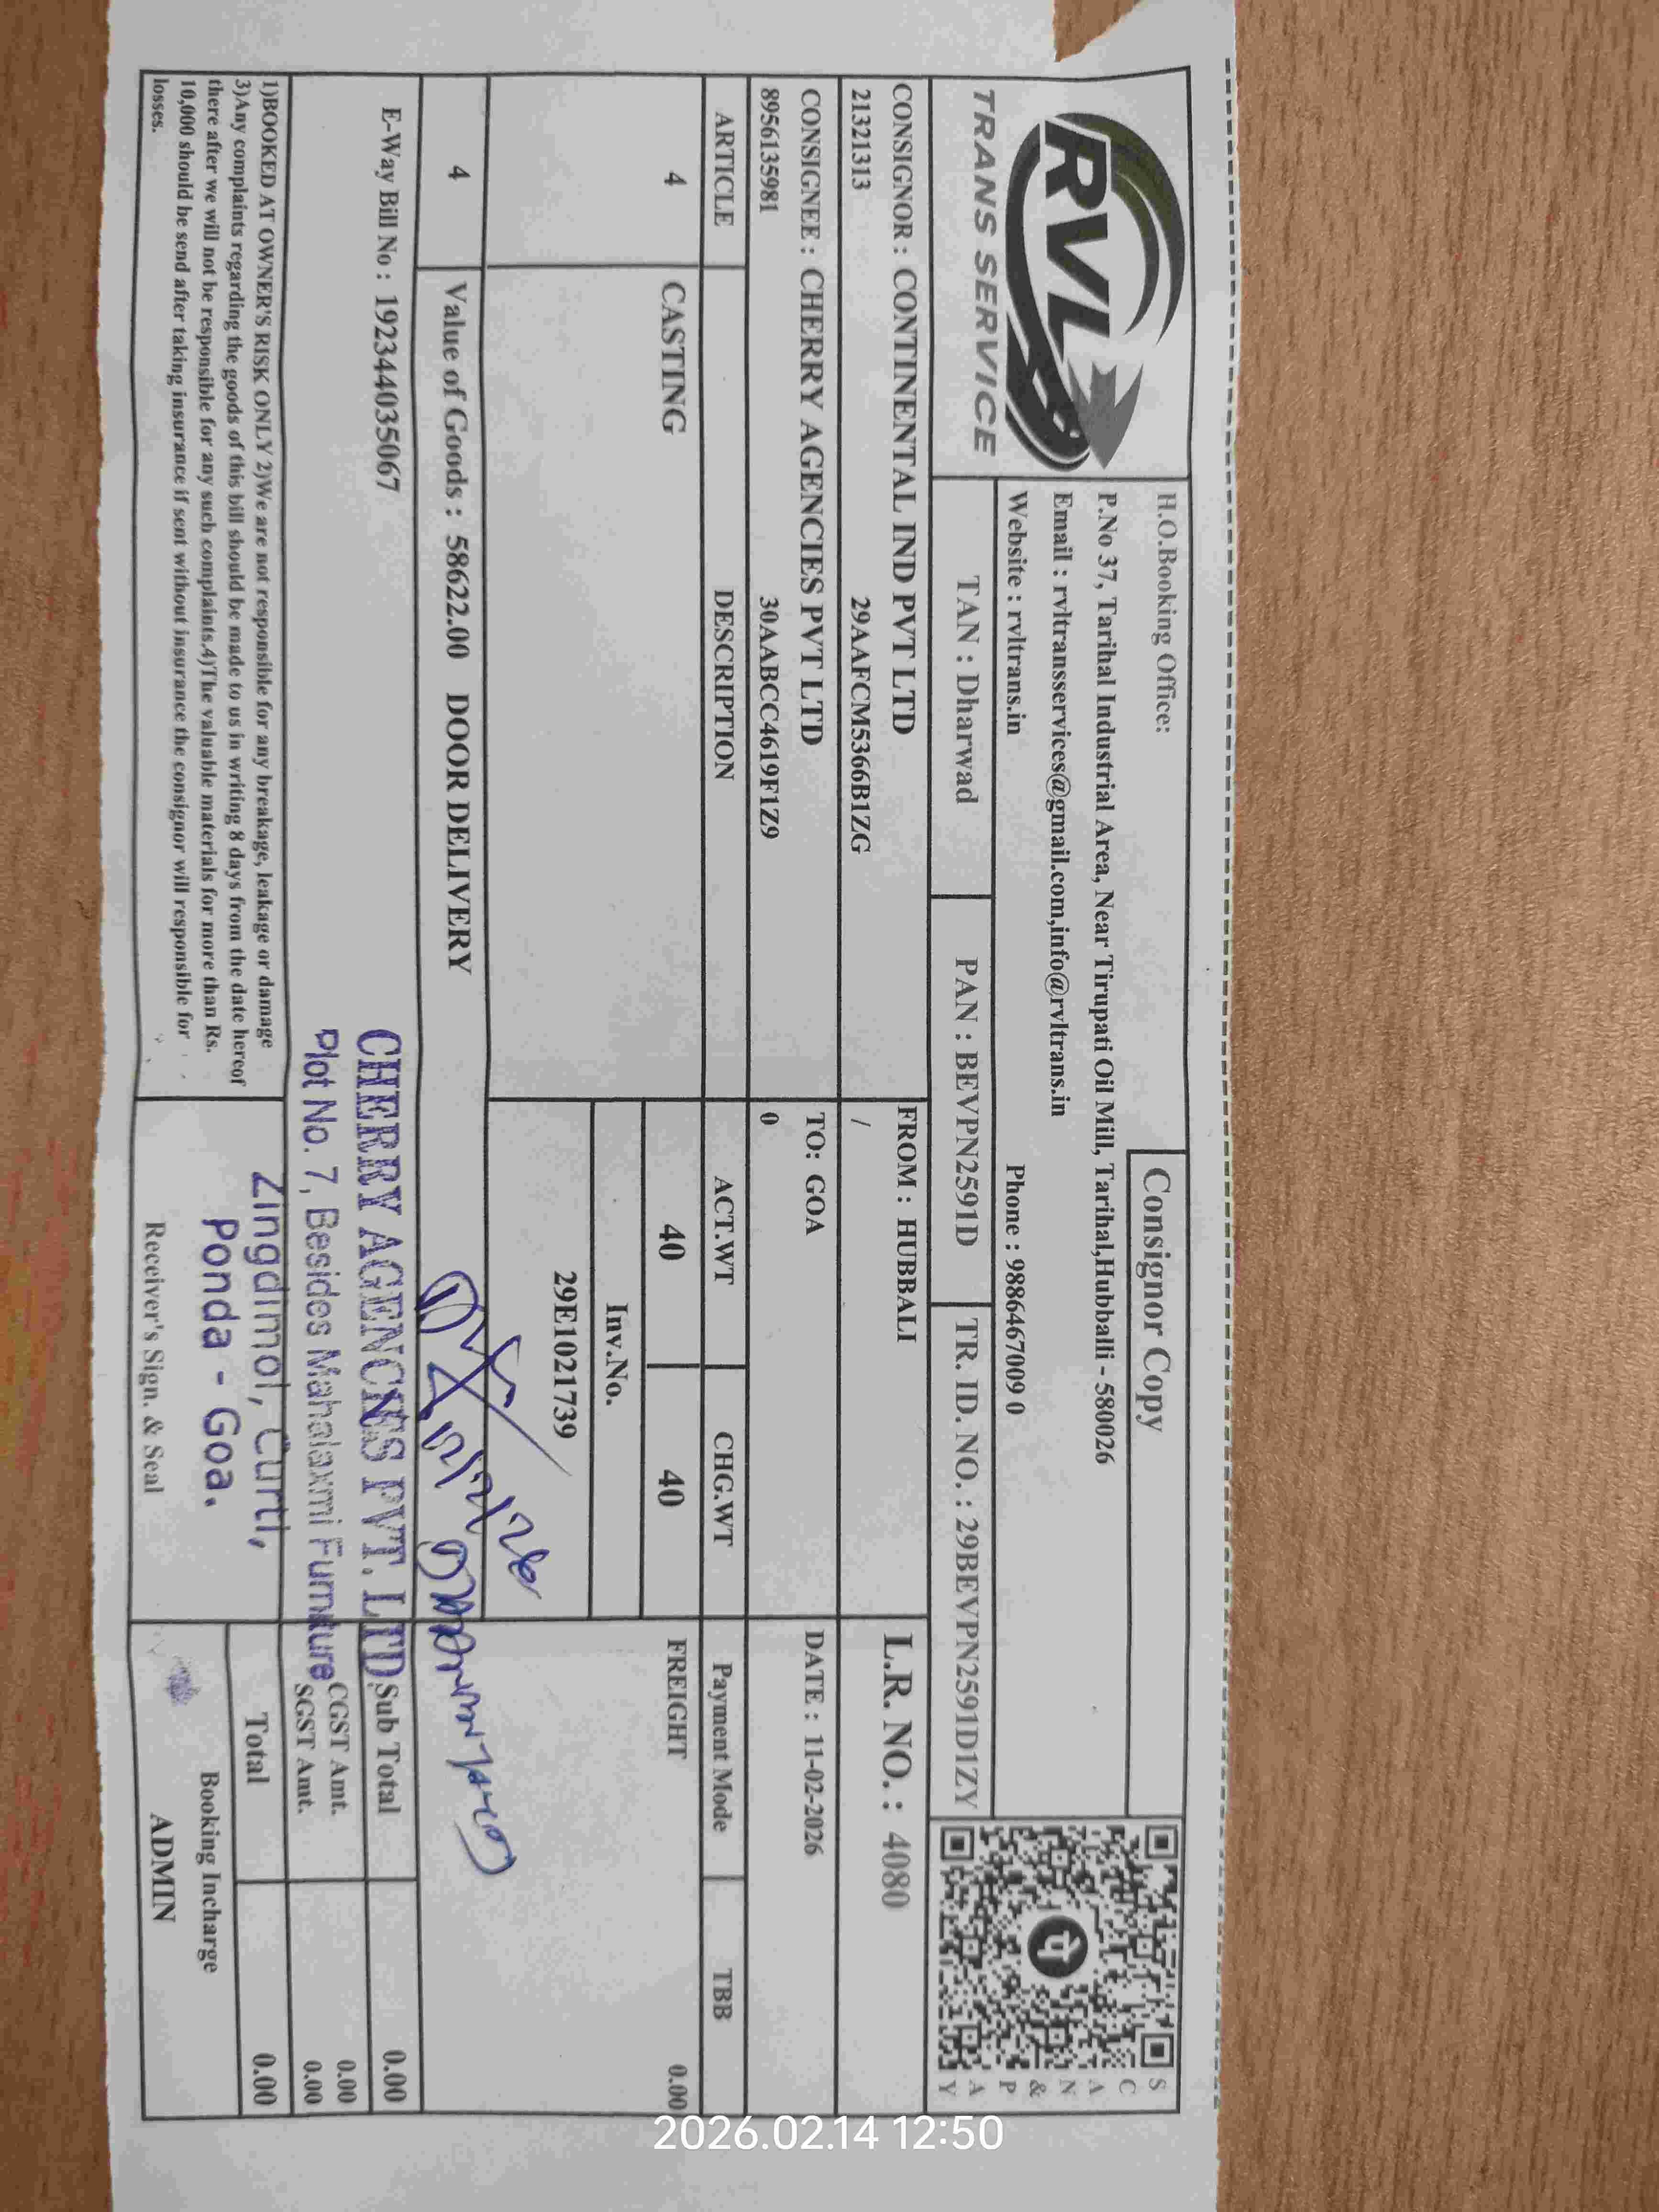 RVL
TRANS SERVICE
Consignor Copy
H.O.Booking Office:
P.No 37, Tarihal Industrial Area, Near Tirupati Oil Mill, Tarihal,Hubballi - 580026
Email : rvltransservices@gmail.com,info@rvltrans.in
Website : rvltrans.in Phone : 9886467009 0
TAN : Dharwad PAN : BEVPN2591D TR. ID. NO. : 29BEVPN2591D1ZY
SCAN & PAY
CONSIGNOR : CONTINENTAL IND PVT LTD FROM : HUBBALI L.R. NO. : 4080
21321313 29AAFCM5366B1ZG /
CONSIGNEE : CHERRY AGENCIES PVT LTD TO: GOA DATE : 11-02-2026
8956135981 30AABCC4619F1Z9 0
ARTICLE DESCRIPTION ACT.WT CHG.WT Payment Mode TBB
4 CASTING 40 40 FREIGHT 0.00
Inv.No.
29E1021739
4 Value of Goods : 58622.00 DOOR DELIVERY
E-Way Bill No : 192344035067
CHERRY AGENCIES PVT. LTD
Plot No. 7, Besides Mahalaxmi Furniture
Zingdimol, Curti,
Ponda - Goa.
Sub Total 0.00
CGST Amt. 0.00
SGST Amt. 0.00
Total 0.00
1)BOOKED AT OWNER'S RISK ONLY 2)We are not responsible for any breakage, leakage or damage
3)Any complaints regarding the goods of this bill should be made to us in writing 8 days from the date hereof
there after we will not be responsible for any such complaints.4)The valuable materials for more than Rs.
10,000 should be send after taking insurance if sent without insurance the consignor will responsible for
losses.
Receiver's Sign. & Seal
Booking Incharge
ADMIN
2026.02.14 12:50